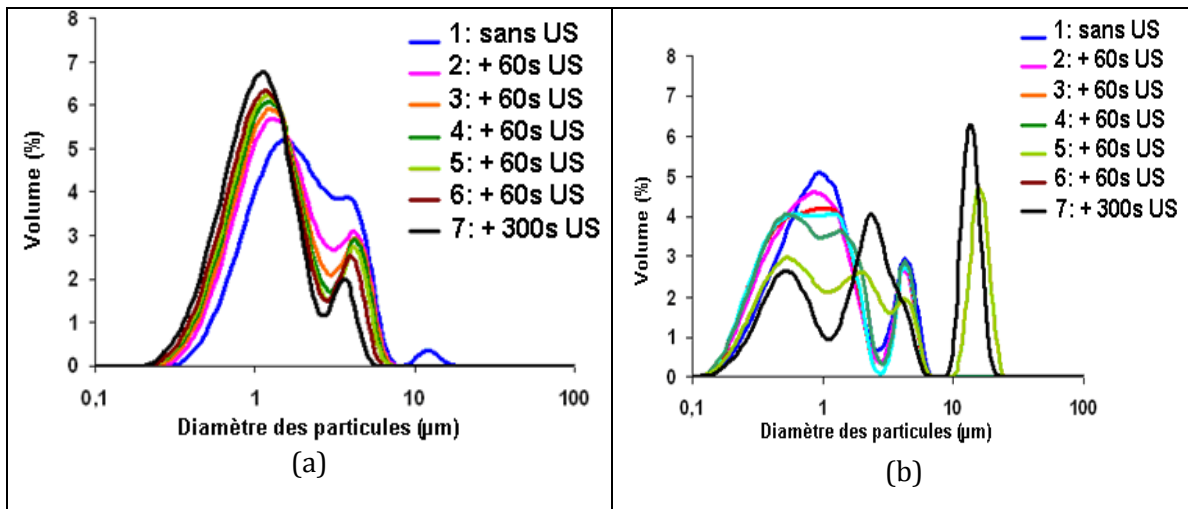 8
7
6
5
4
3
2
1
0
Volume (%)
0,1 1 10 100
Diamètre des particules (µm)
1: sans US
2: + 60s US
3: + 60s US
4: + 60s US
5: + 60s US
6: + 60s US
7: + 300s US
(a)
8
7
6
5
4
3
2
1
0
Volume (%)
0,1 1 10 100
Diamètre des particules (µm)
1: sans US
2: + 60s US
3: + 60s US
4: + 60s US
5: + 60s US
6: + 60s US
7: + 300s US
(b)